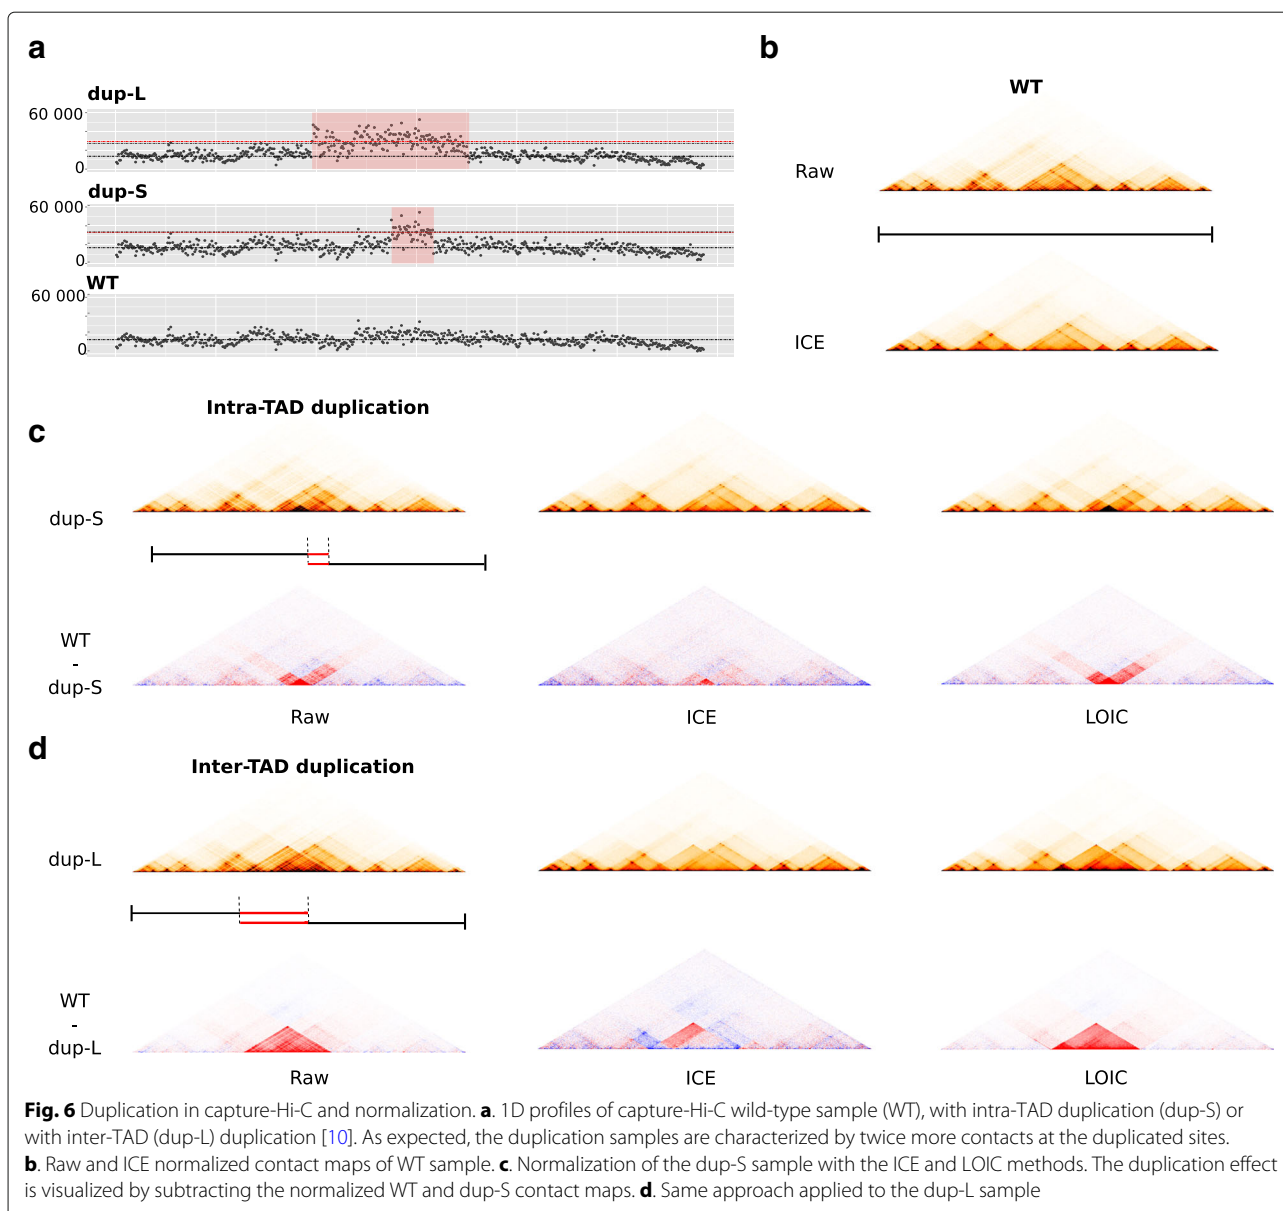 a
dup-L
60 000
0
dup-S
60 000
0
WT
60 000
0
b
WT
Raw
ICE
c
Intra-TAD duplication
dup-S
WT
-
dup-S
Raw
ICE
LOIC
d
Inter-TAD duplication
dup-L
WT
-
dup-L
Raw
ICE
LOIC
Fig. 6 Duplication in capture-Hi-C and normalization. a. 1D profiles of capture-Hi-C wild-type sample (WT), with intra-TAD duplication (dup-S) or
with inter-TAD (dup-L) duplication [10]. As expected, the duplication samples are characterized by twice more contacts at the duplicated sites.
b. Raw and ICE normalized contact maps of WT sample. c. Normalization of the dup-S sample with the ICE and LOIC methods. The duplication effect
is visualized by subtracting the normalized WT and dup-S contact maps. d. Same approach applied to the dup-L sample